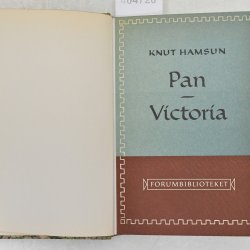 KNUT HAMSUN
Pan
Victoria
FORUMBIBLIOTEKET